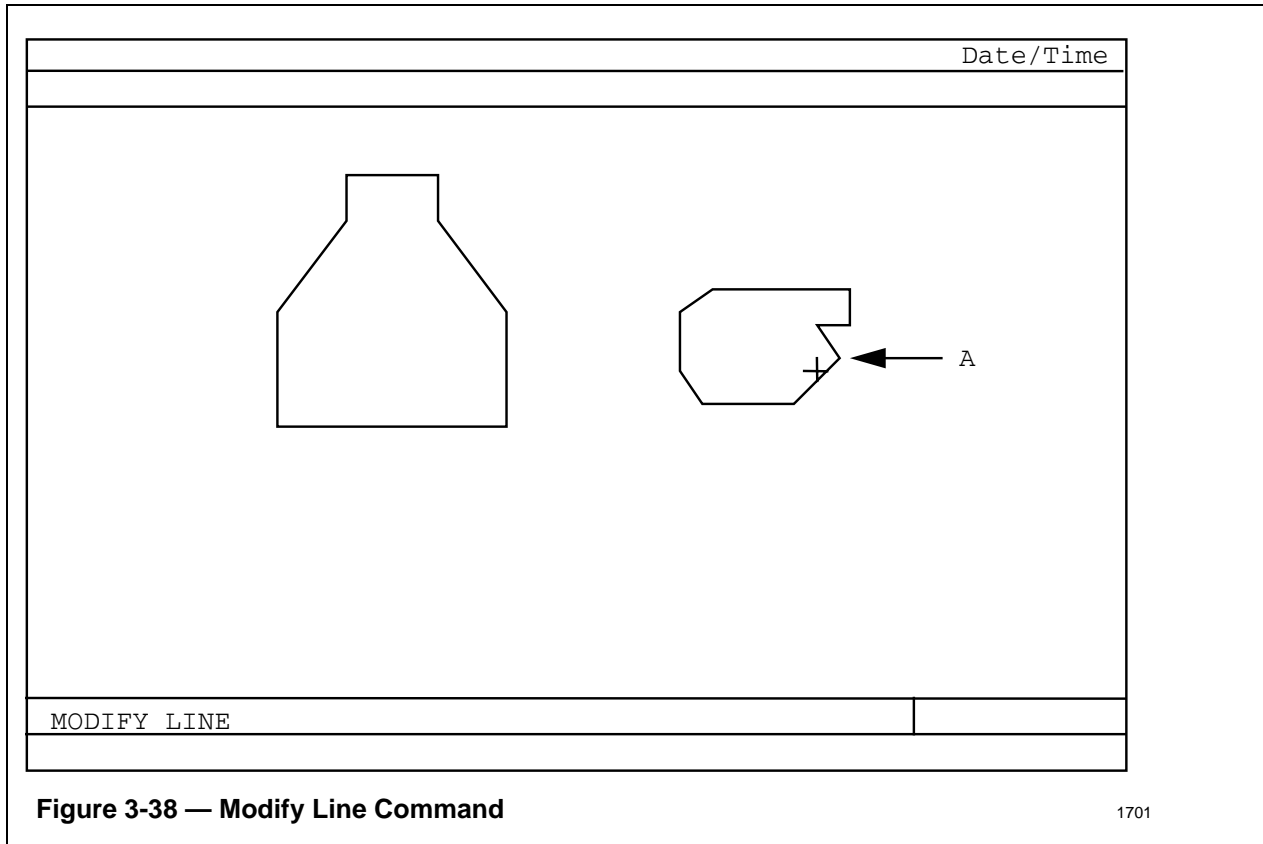 Date/Time
A
MODIFY LINE
Figure 3-38 — Modify Line Command
1701